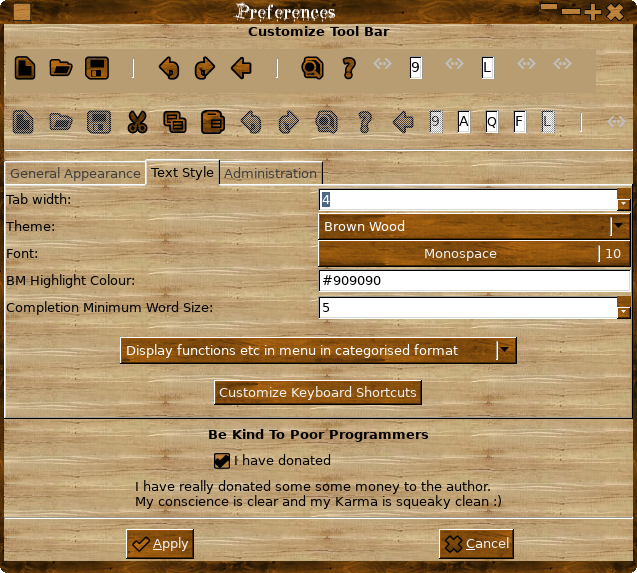 Preferences
Customize Tool Bar
9 L
9 A Q F L
General Appearance Text Style Administration
Tab width: 4
Theme: Brown Wood
Font: Monospace 10
BM Highlight Colour: #909090
Completion Minimum Word Size: 5
Display functions etc in menu in categorised format
Customize Keyboard Shortcuts
Be Kind To Poor Programmers
I have donated
I have really donated some some money to the author.
My conscience is clear and my Karma is squeaky clean :)
Apply Cancel